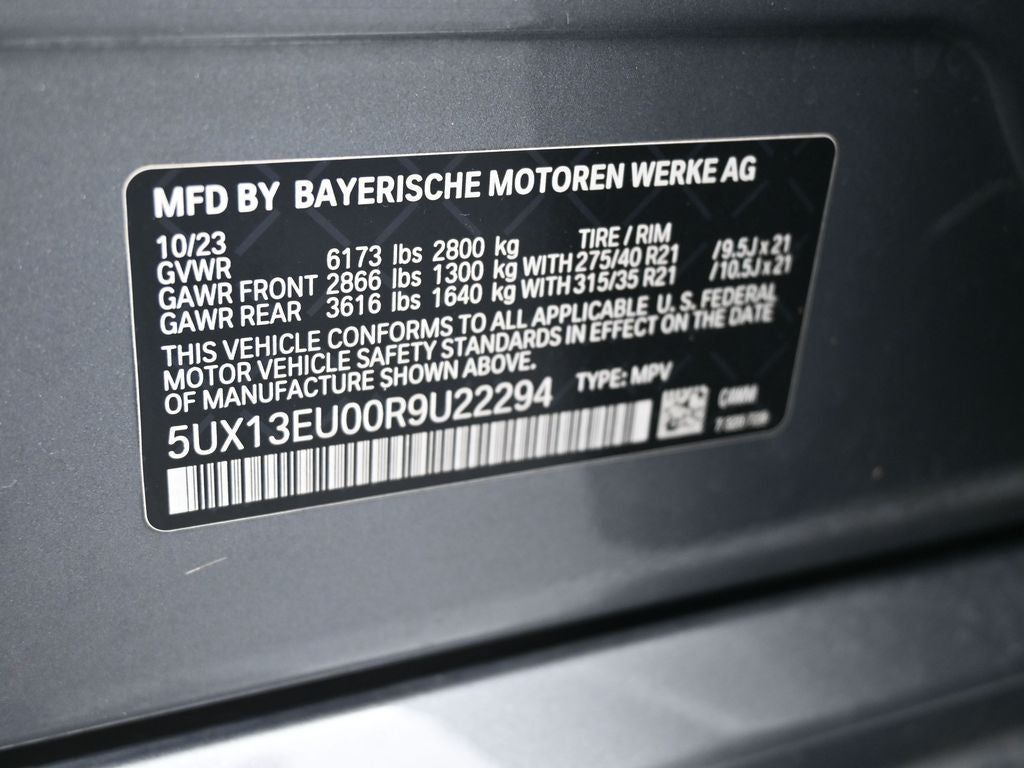 MFD BY BAYERISCHE MOTOREN WERKE AG
10/23 TIRE / RIM
GVWR 6173 lbs 2800 kg
GAWR FRONT 2866 lbs 1300 kg WITH 275/40 R21 /9.5J x 21
GAWR REAR 3616 lbs 1640 kg WITH 315/35 R21 /10.5J x 21
THIS VEHICLE CONFORMS TO ALL APPLICABLE U. S. FEDERAL
MOTOR VEHICLE SAFETY STANDARDS IN EFFECT ON THE DATE
OF MANUFACTURE SHOWN ABOVE.
5UX13EU00R9U22294 TYPE: MPV